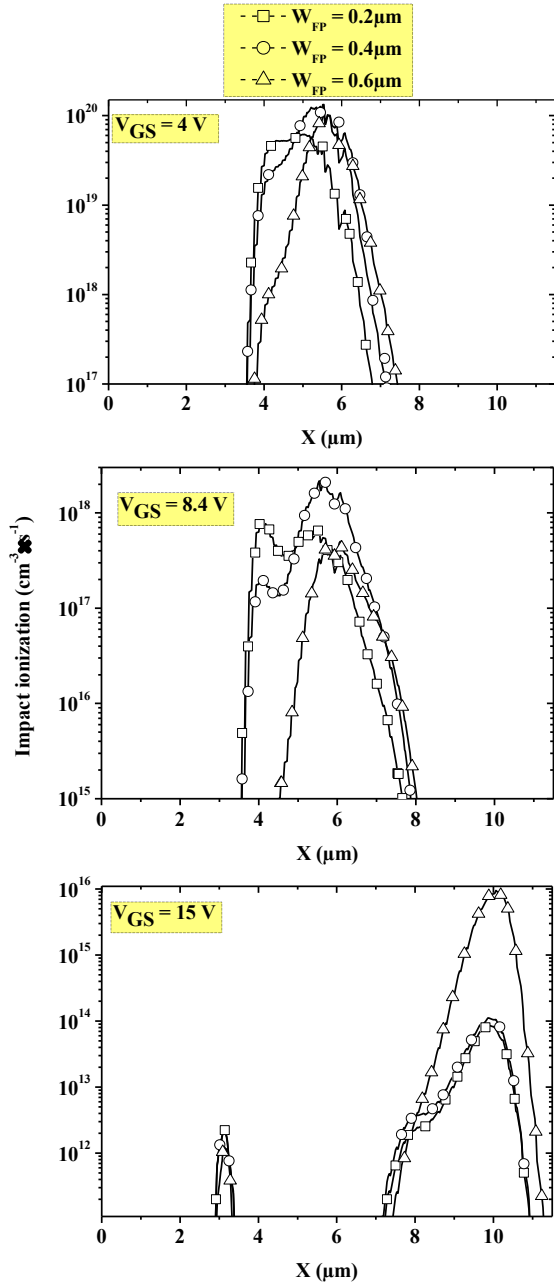 W_FP = 0.2μm
W_FP = 0.4μm
W_FP = 0.6μm
V_GS = 4 V
10^20
10^19
10^18
10^17
0 2 4 6 8 10
X (μm)
Impact ionization (cm^-3 s^-1)
V_GS = 8.4 V
10^18
10^17
10^16
10^15
0 2 4 6 8 10
X (μm)
V_GS = 15 V
10^16
10^15
10^14
10^13
10^12
0 2 4 6 8 10
X (μm)